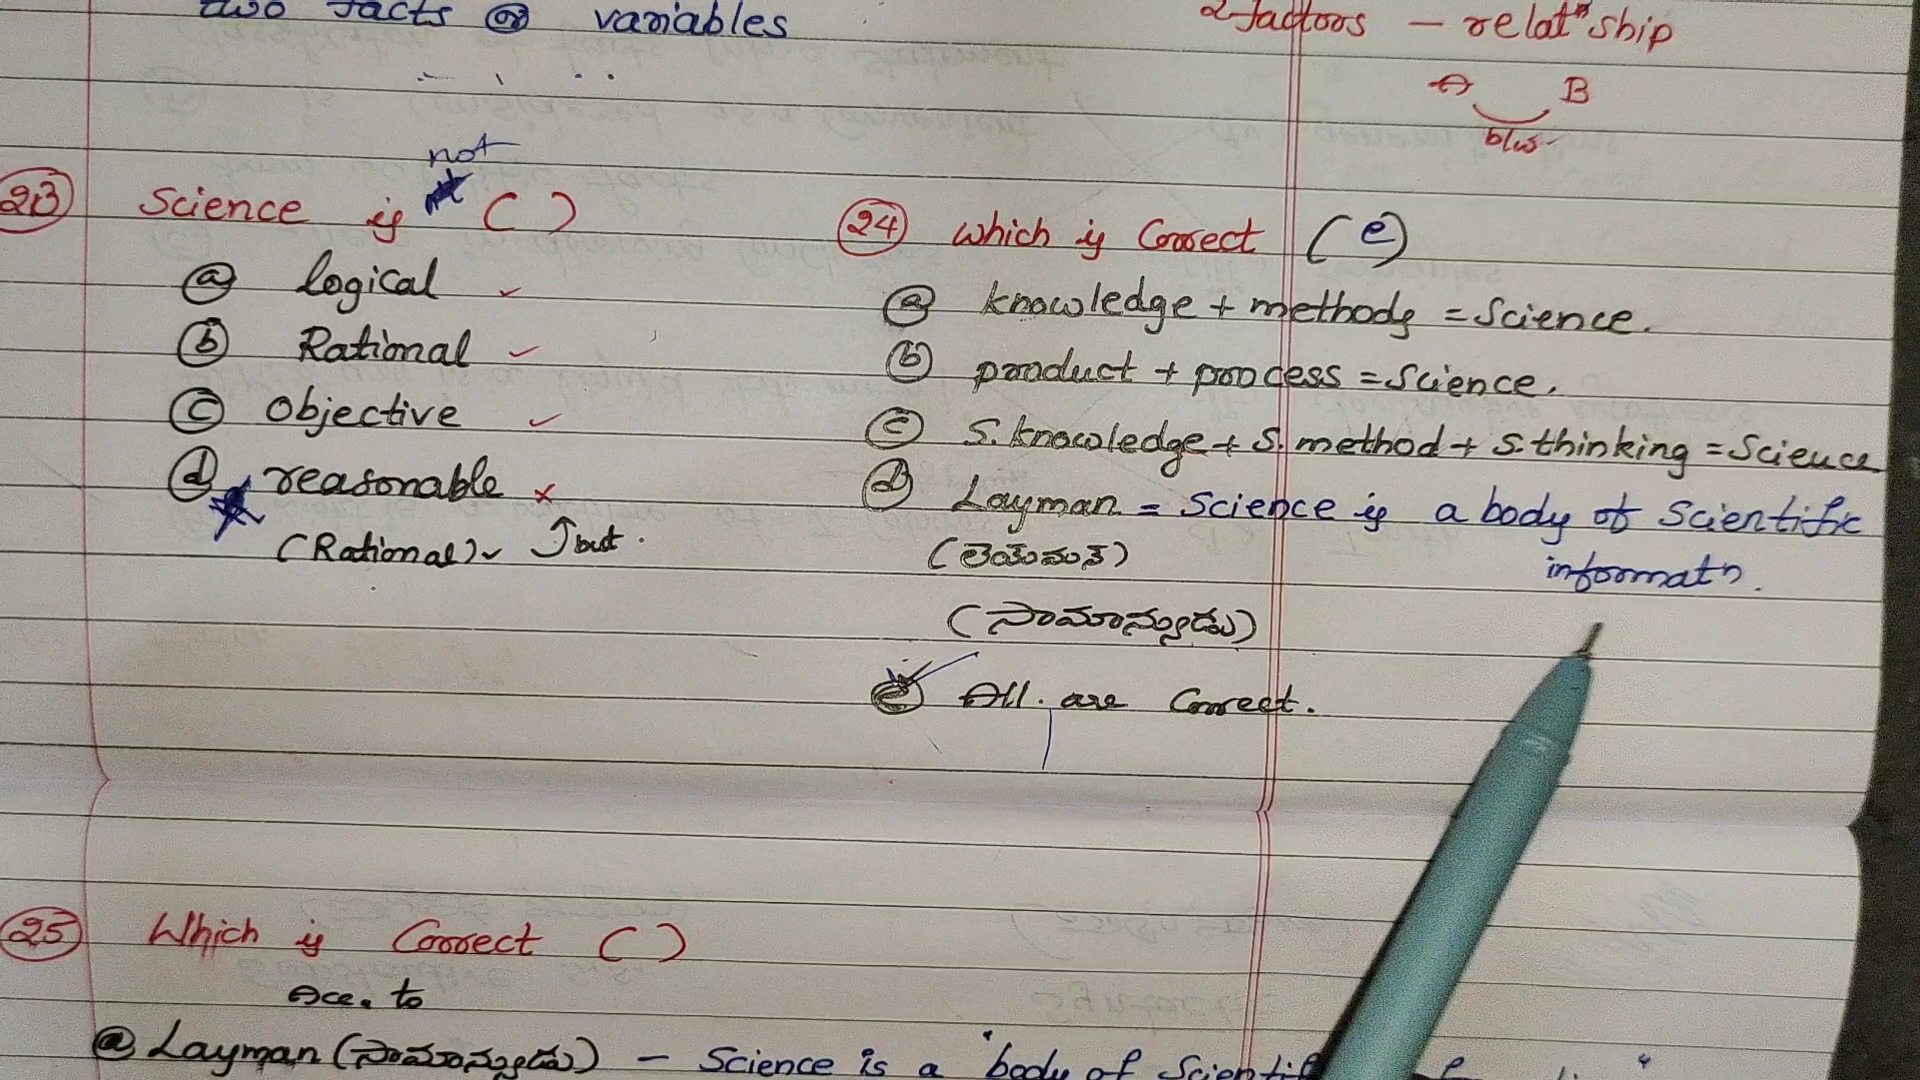 two facts or variables
2 factors - relatⁿship
A B
b/w
not
23 Science is ( )
a logical ✓
b Rational ✓
c Objective ✓
d reasonable ×
(Rational)✓ but.
24 which is Correct (e)
a knowledge + methods = Science.
b product + process = Science.
c S. knowledge + S. method + S. thinking = Science
d Layman = Science is a body of Scientific
(లెయమన్) informatⁿ.
(సామాన్యుడు)
e All are Correct.
25 Which is Correct ( )
Acc. to
a Layman (సామాన్యుడు) - Science is a "body of